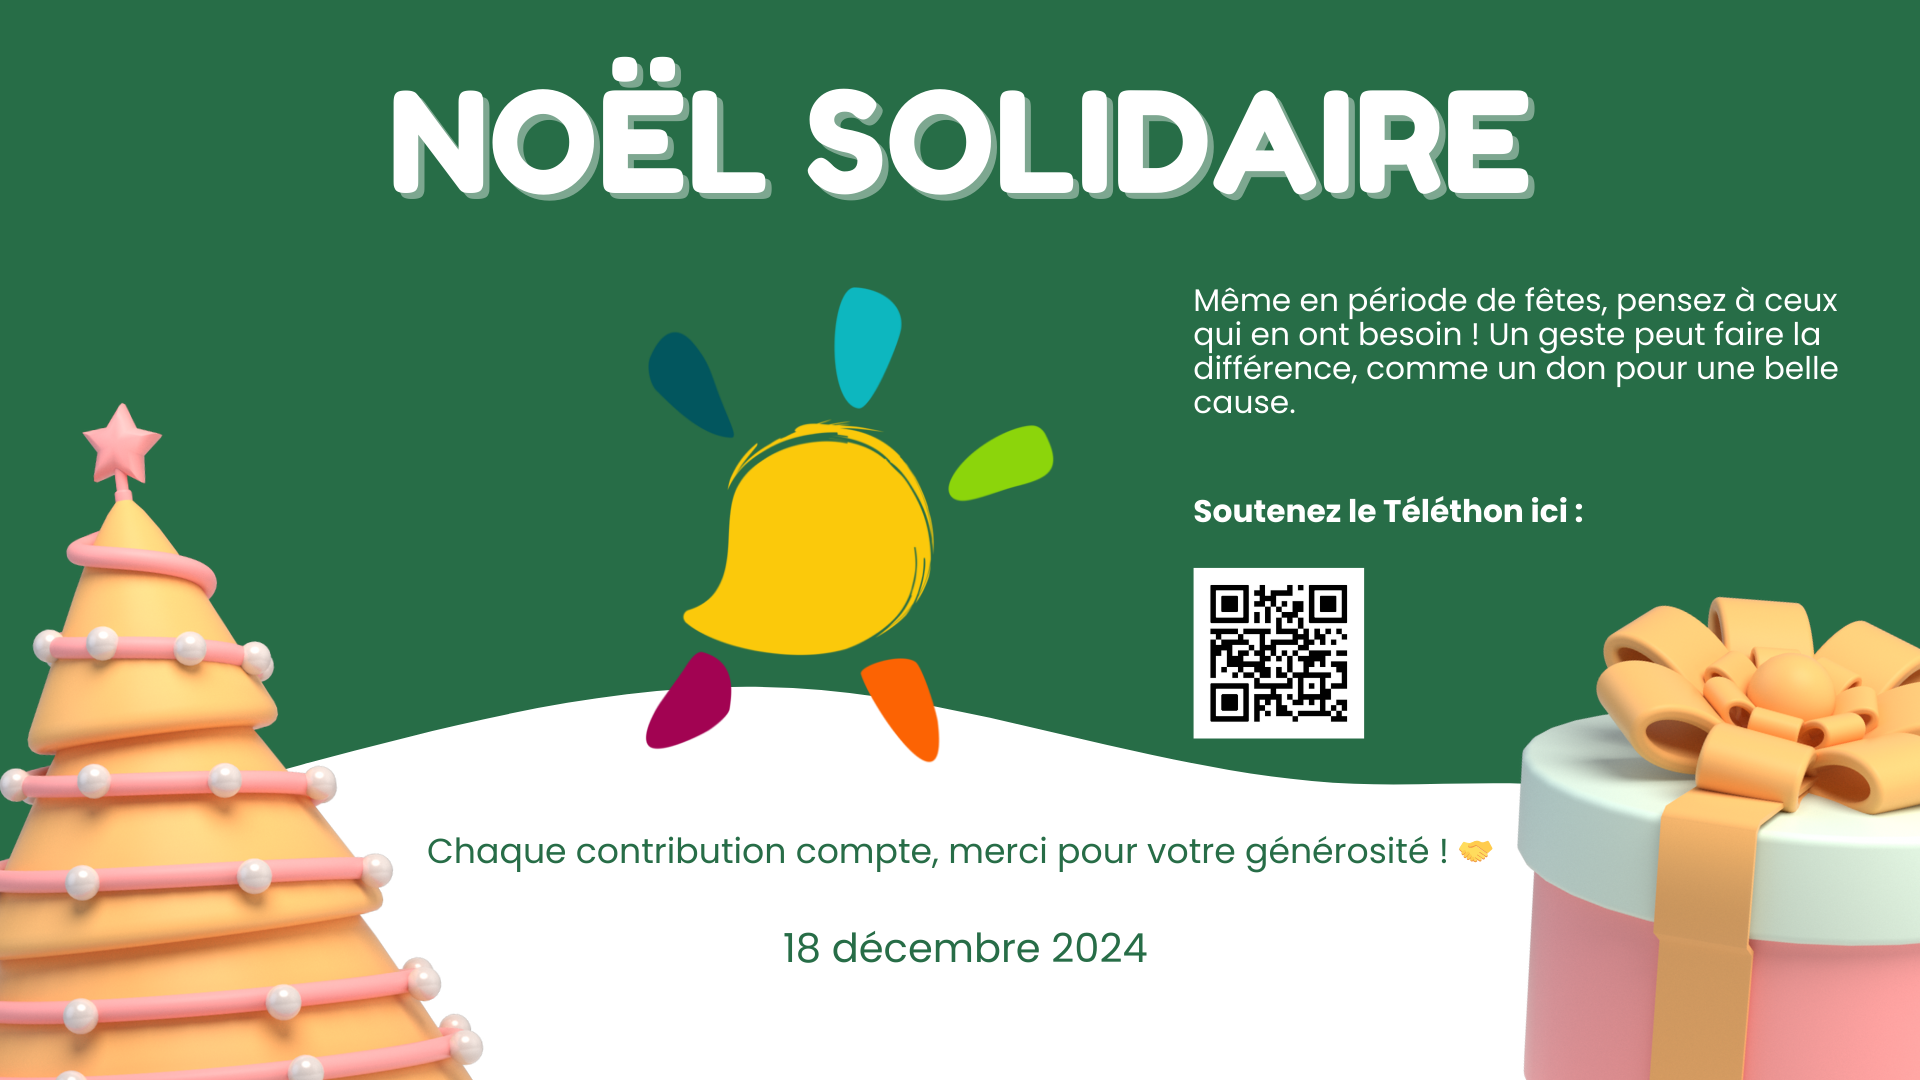 NOËL SOLIDAIRE
Même en période de fêtes, pensez à ceux
qui en ont besoin ! Un geste peut faire la
différence, comme un don pour une belle
cause.
Soutenez le Téléthon ici :
Chaque contribution compte, merci pour votre générosité ! 🤝
18 décembre 2024